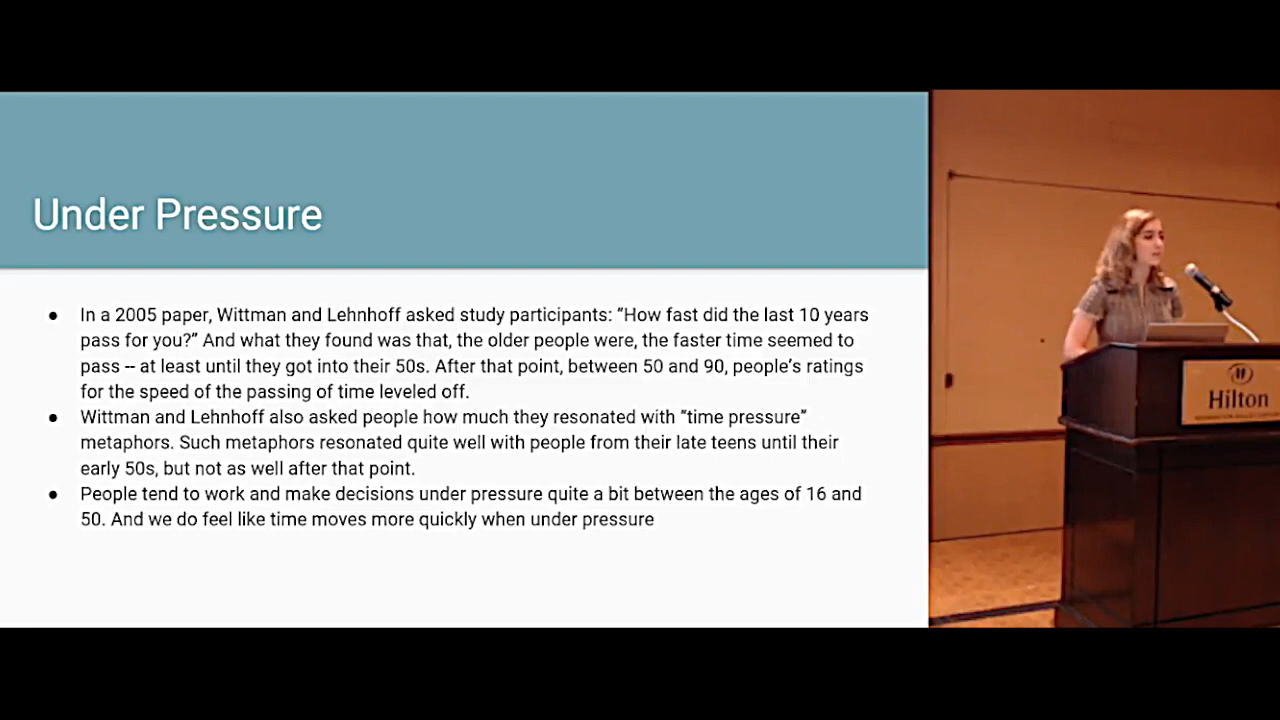 Under Pressure
● In a 2005 paper, Wittman and Lehnhoff asked study participants: “How fast did the last 10 years
pass for you?” And what they found was that, the older people were, the faster time seemed to
pass -- at least until they got into their 50s. After that point, between 50 and 90, people’s ratings
for the speed of the passing of time leveled off.
● Wittman and Lehnhoff also asked people how much they resonated with “time pressure”
metaphors. Such metaphors resonated quite well with people from their late teens until their
early 50s, but not as well after that point.
● People tend to work and make decisions under pressure quite a bit between the ages of 16 and
50. And we do feel like time moves more quickly when under pressure
Hilton